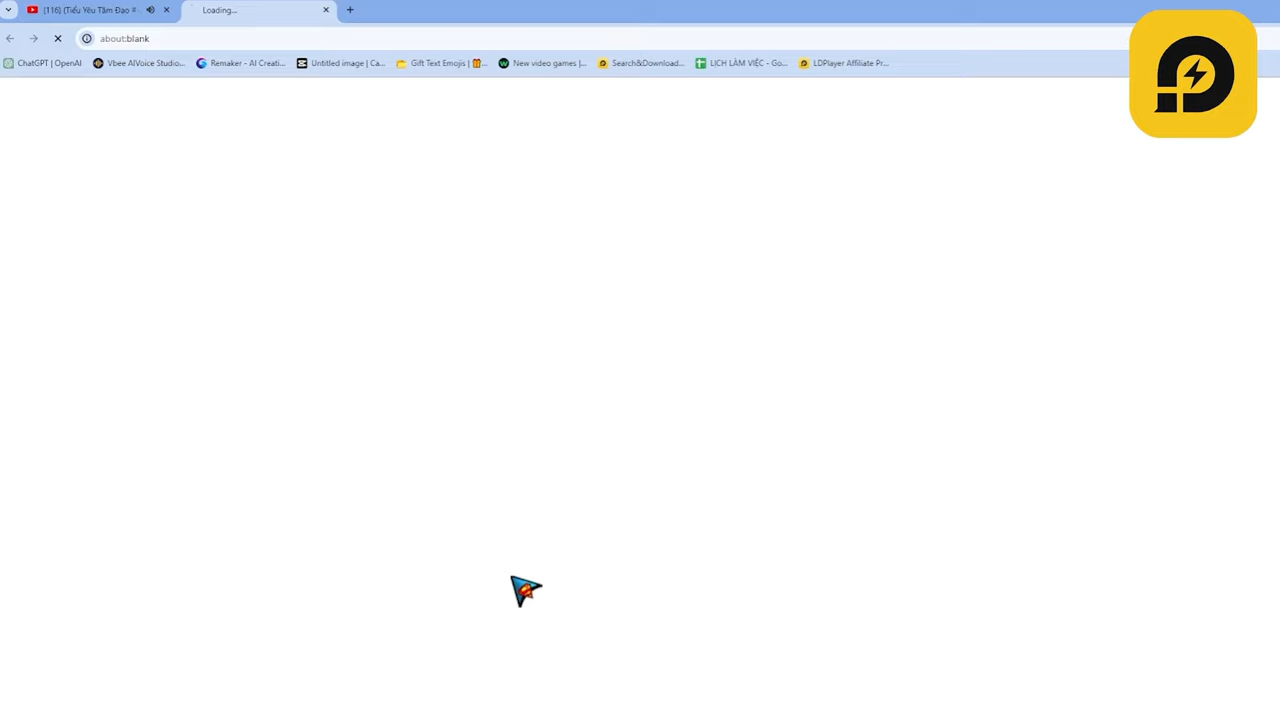 (116) (Tiểu Yêu Tầm Đạo #
Loading...
about:blank
ChatGPT | OpenAI Vbee AIVoice Studio... Remaker - AI Creati... Untitled image | Ca... Gift Text Emojis | 🎁... New video games |... Search&Download... LỊCH LÀM VIỆC - Go... LDPlayer Affiliate Pr...